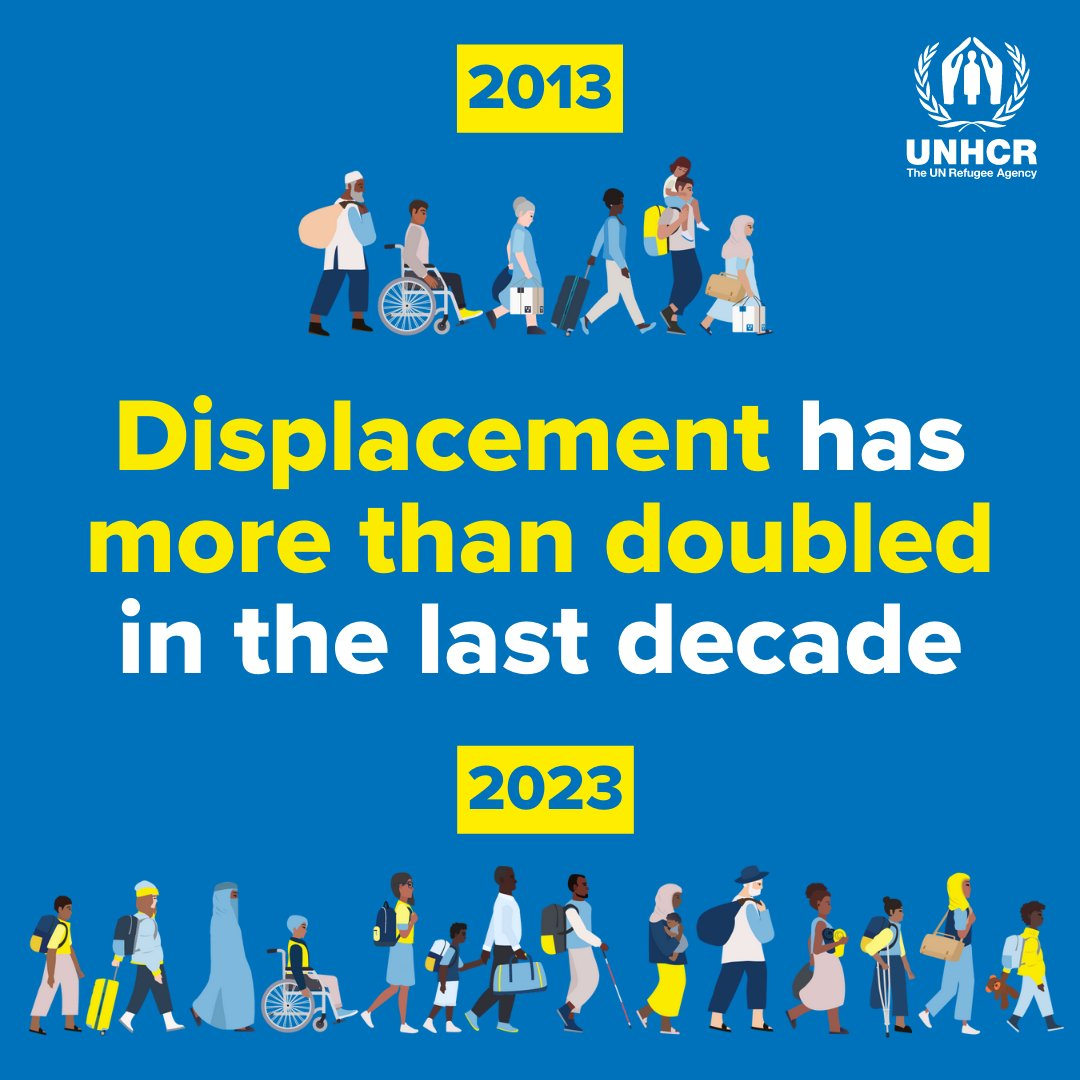 2013
UNHCR
The UN Refugee Agency
Displacement has
more than doubled
in the last decade
2023